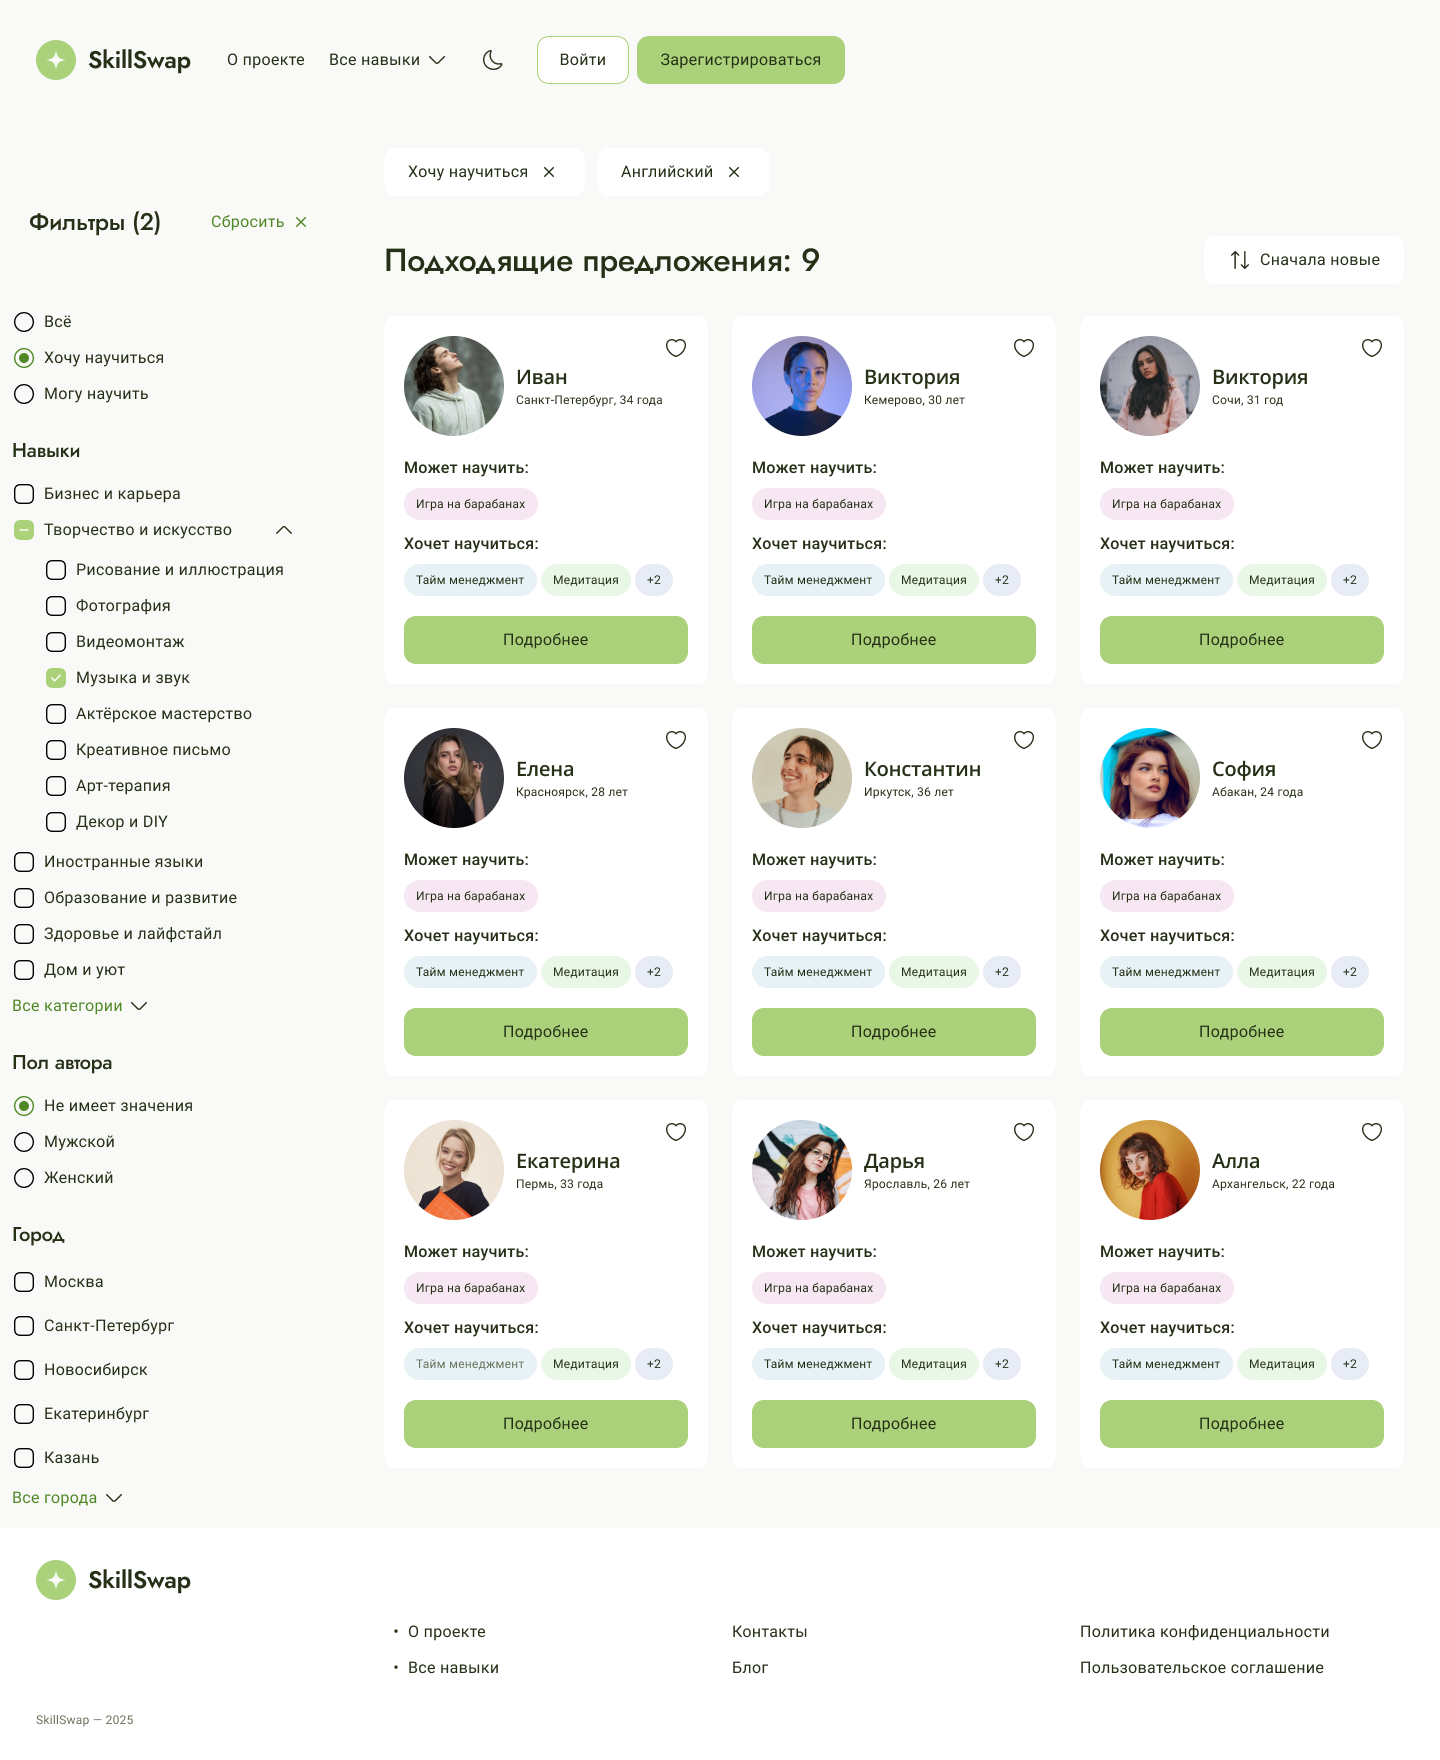 SkillSwap
О проекте
Все навыки
Войти
Зарегистрироваться
Хочу научиться
Английский
Фильтры (2)
Сбросить
Подходящие предложения: 9
Сначала новые
Всё
Хочу научиться
Могу научить
Навыки
Бизнес и карьера
Творчество и искусство
Рисование и иллюстрация
Фотография
Видеомонтаж
Музыка и звук
Актёрское мастерство
Креативное письмо
Арт-терапия
Декор и DIY
Иностранные языки
Образование и развитие
Здоровье и лайфстайл
Дом и уют
Все категории
Пол автора
Не имеет значения
Мужской
Женский
Город
Москва
Санкт-Петербург
Новосибирск
Екатеринбург
Казань
Все города
Иван
Санкт-Петербург, 34 года
Может научить:
Игра на барабанах
Хочет научиться:
Тайм менеджмент Медитация +2
Подробнее
Виктория
Кемерово, 30 лет
Может научить:
Игра на барабанах
Хочет научиться:
Тайм менеджмент Медитация +2
Подробнее
Виктория
Сочи, 31 год
Может научить:
Игра на барабанах
Хочет научиться:
Тайм менеджмент Медитация +2
Подробнее
Елена
Красноярск, 28 лет
Может научить:
Игра на барабанах
Хочет научиться:
Тайм менеджмент Медитация +2
Подробнее
Константин
Иркутск, 36 лет
Может научить:
Игра на барабанах
Хочет научиться:
Тайм менеджмент Медитация +2
Подробнее
София
Абакан, 24 года
Может научить:
Игра на барабанах
Хочет научиться:
Тайм менеджмент Медитация +2
Подробнее
Екатерина
Пермь, 33 года
Может научить:
Игра на барабанах
Хочет научиться:
Тайм менеджмент Медитация +2
Подробнее
Дарья
Ярославль, 26 лет
Может научить:
Игра на барабанах
Хочет научиться:
Тайм менеджмент Медитация +2
Подробнее
Алла
Архангельск, 22 года
Может научить:
Игра на барабанах
Хочет научиться:
Тайм менеджмент Медитация +2
Подробнее
SkillSwap
• О проекте
• Все навыки
Контакты
Блог
Политика конфиденциальности
Пользовательское соглашение
SkillSwap — 2025